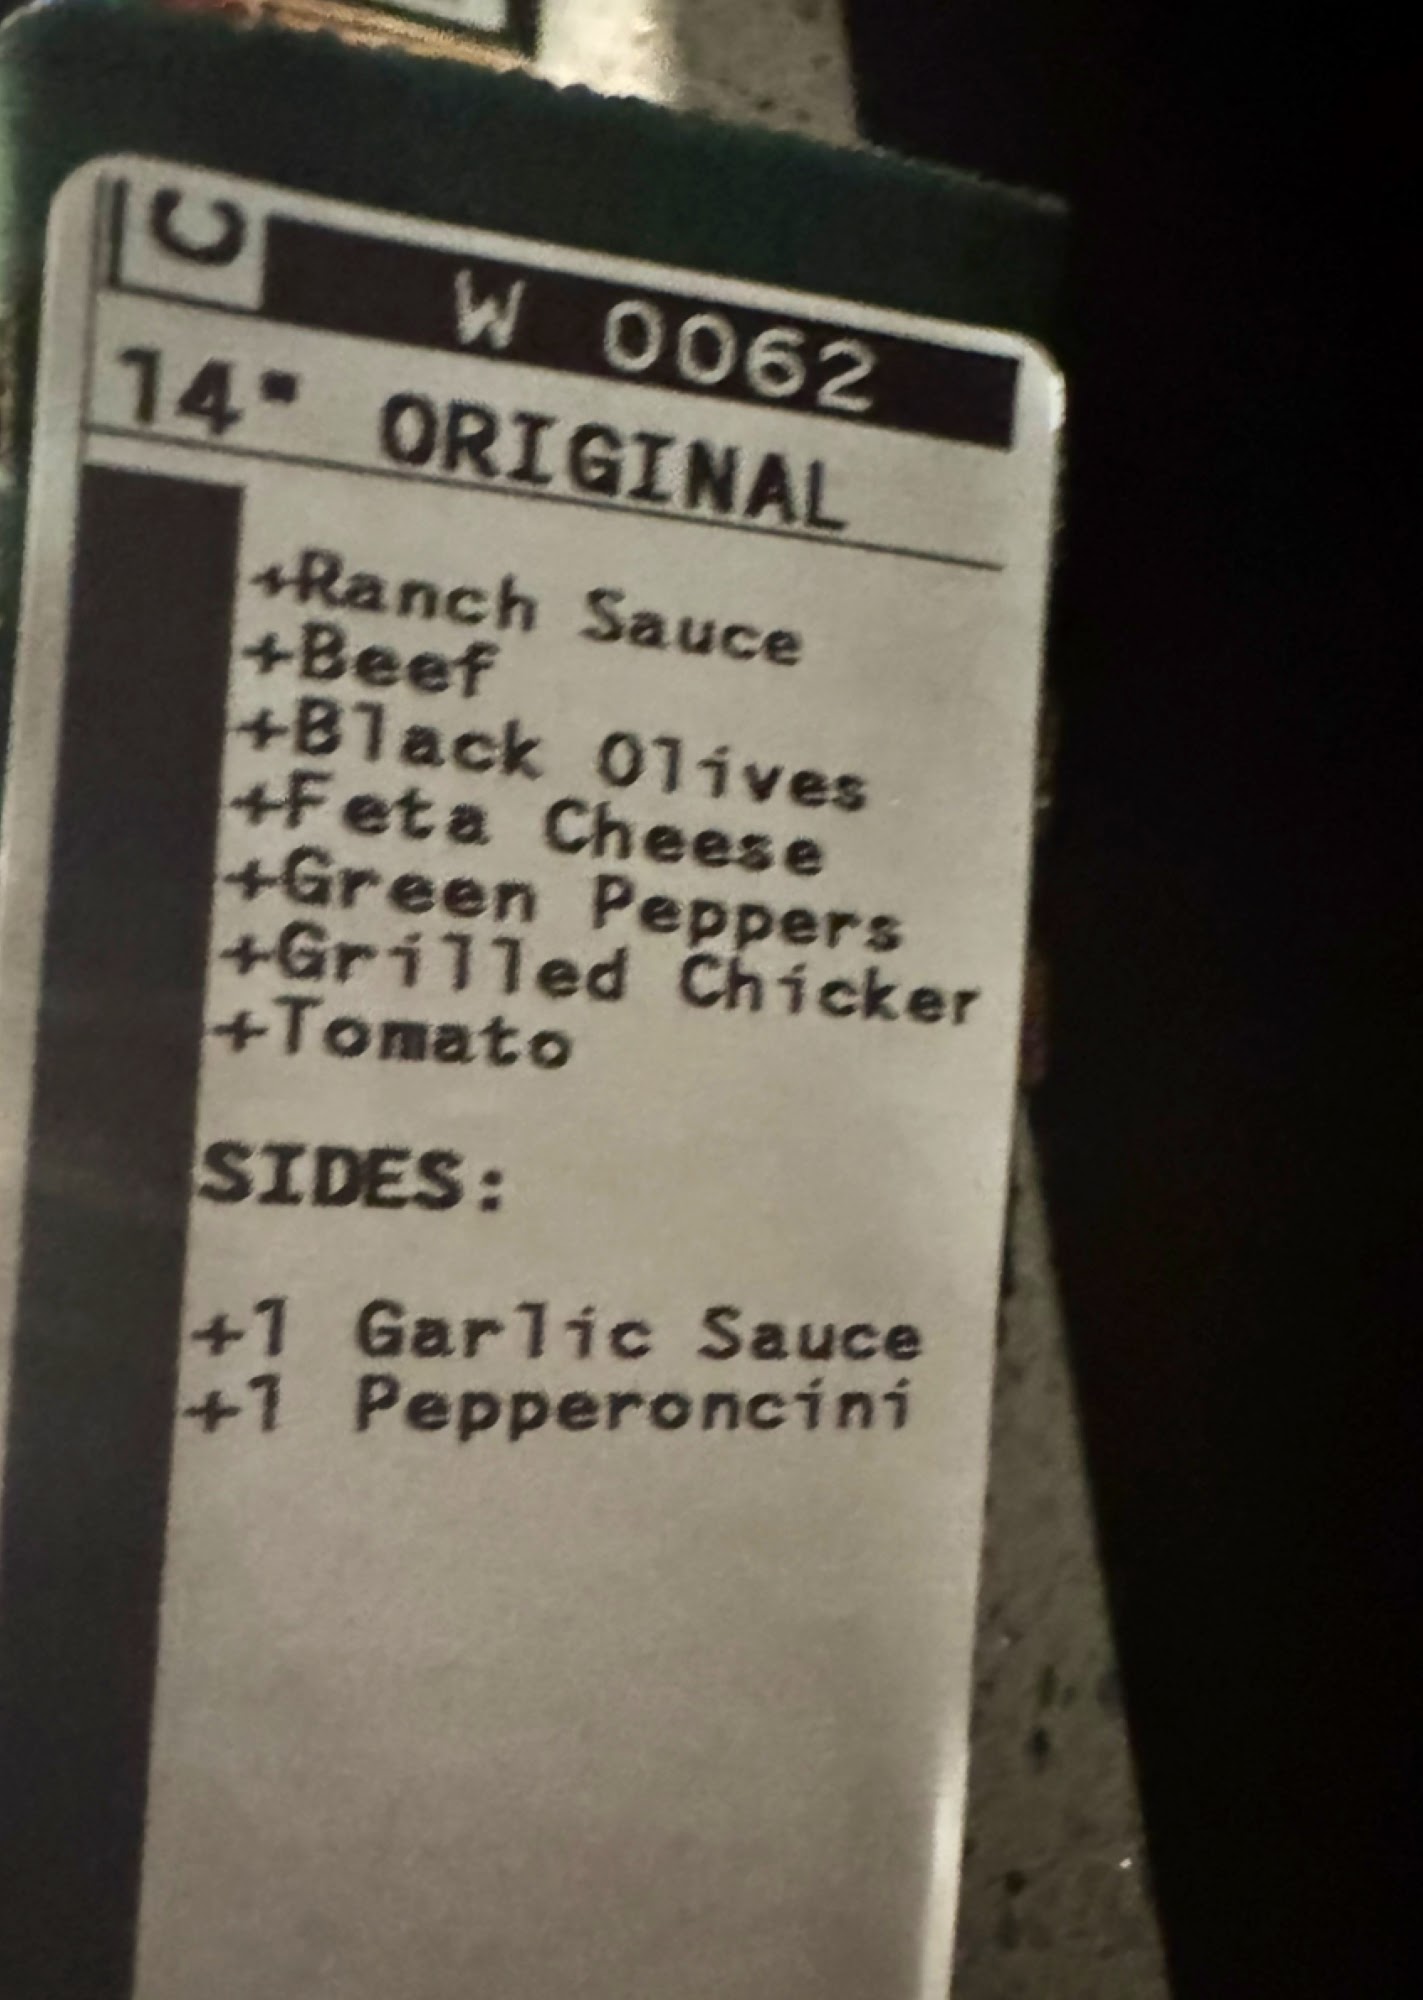 C
W 0062
14" ORIGINAL
+Ranch Sauce
+Beef
+Black Olives
+Feta Cheese
+Green Peppers
+Grilled Chicker
+Tomato
SIDES:
+1 Garlic Sauce
+1 Pepperoncini